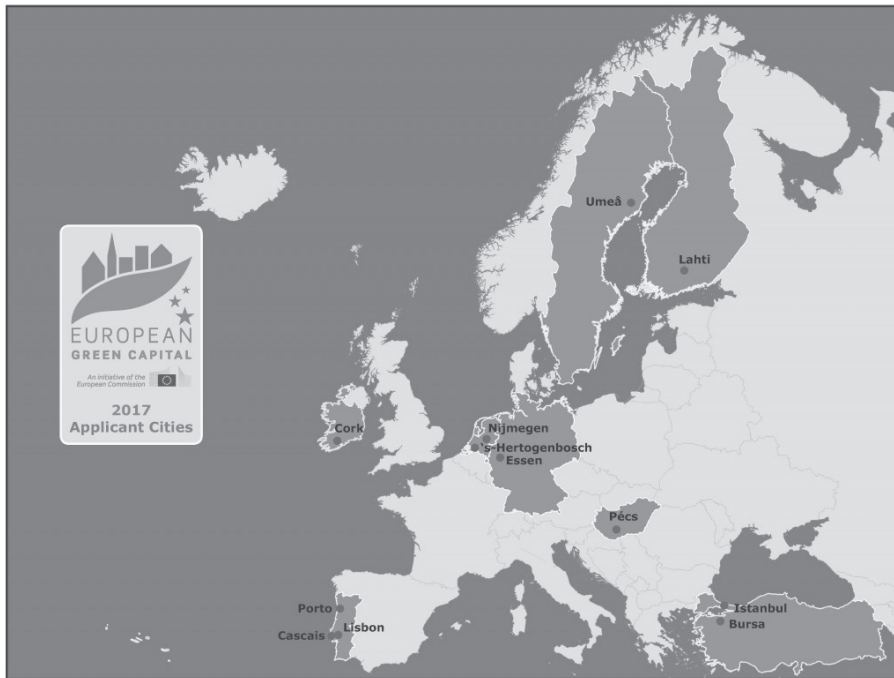 Umeå
Lahti
EUROPEAN
GREEN CAPITAL
An initiative of the
European Commission
2017
Applicant Cities
Cork
Nijmegen
's-Hertogenbosch
Essen
Pécs
Porto
Lisbon
Cascais
Istanbul
Bursa